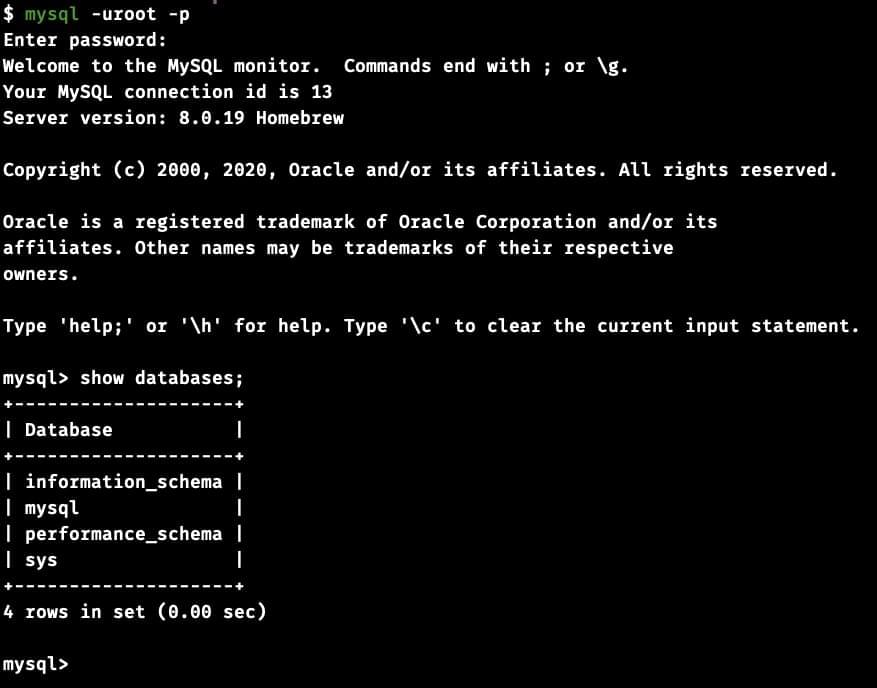 $ mysql -uroot -p
Enter password:
Welcome to the MySQL monitor.  Commands end with ; or \g.
Your MySQL connection id is 13
Server version: 8.0.19 Homebrew

Copyright (c) 2000, 2020, Oracle and/or its affiliates. All rights reserved.

Oracle is a registered trademark of Oracle Corporation and/or its
affiliates. Other names may be trademarks of their respective
owners.

Type 'help;' or '\h' for help. Type '\c' to clear the current input statement.

mysql> show databases;
+--------------------+
| Database           |
+--------------------+
| information_schema |
| mysql              |
| performance_schema |
| sys                |
+--------------------+
4 rows in set (0.00 sec)

mysql>